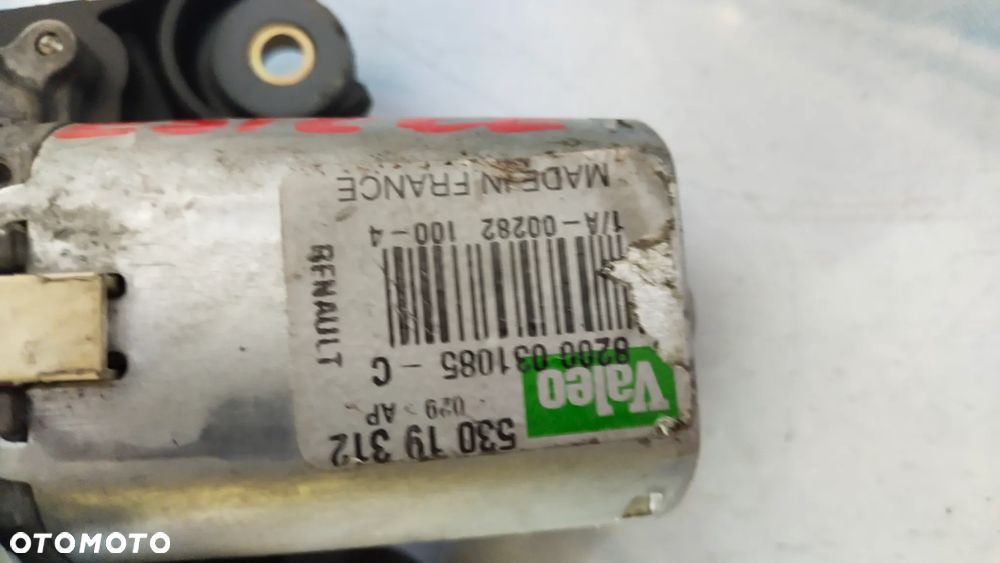 Valeo
530 19 312
029 > AP
8200 031085 - C
RENAULT
1/A-00282 100-4
MADE IN FRANCE
OTOMOTO